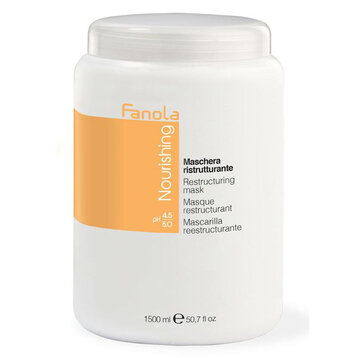 Fanola
Nourishing
pH 4.5
5.0
Maschera
ristrutturante
Restructuring
mask
Masque
restructurant
Mascarilla
reestructurante
1500 ml ℮ 50,7 fl oz